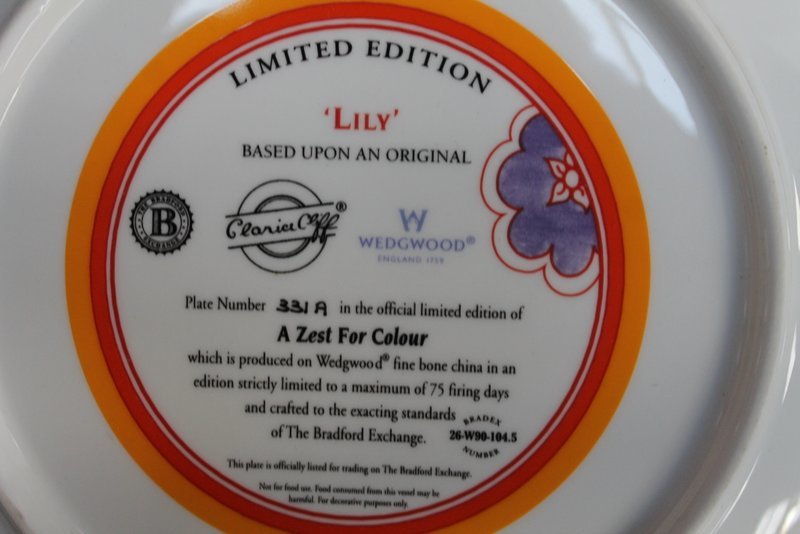 LIMITED EDITION
'LILY'
BASED UPON AN ORIGINAL
THE BRADFORD
B
EXCHANGE
Clarice Cliff®
W
WEDGWOOD®
ENGLAND 1759
Plate Number 331A in the official limited edition of
A Zest For Colour
which is produced on Wedgwood® fine bone china in an
edition strictly limited to a maximum of 75 firing days
and crafted to the exacting standards
of The Bradford Exchange.
BRADEX
26-W90-104.5
NUMBER
This plate is officially listed for trading on The Bradford Exchange.
Not for food use. Food consumed from this vessel may be
harmful. For decorative purposes only.